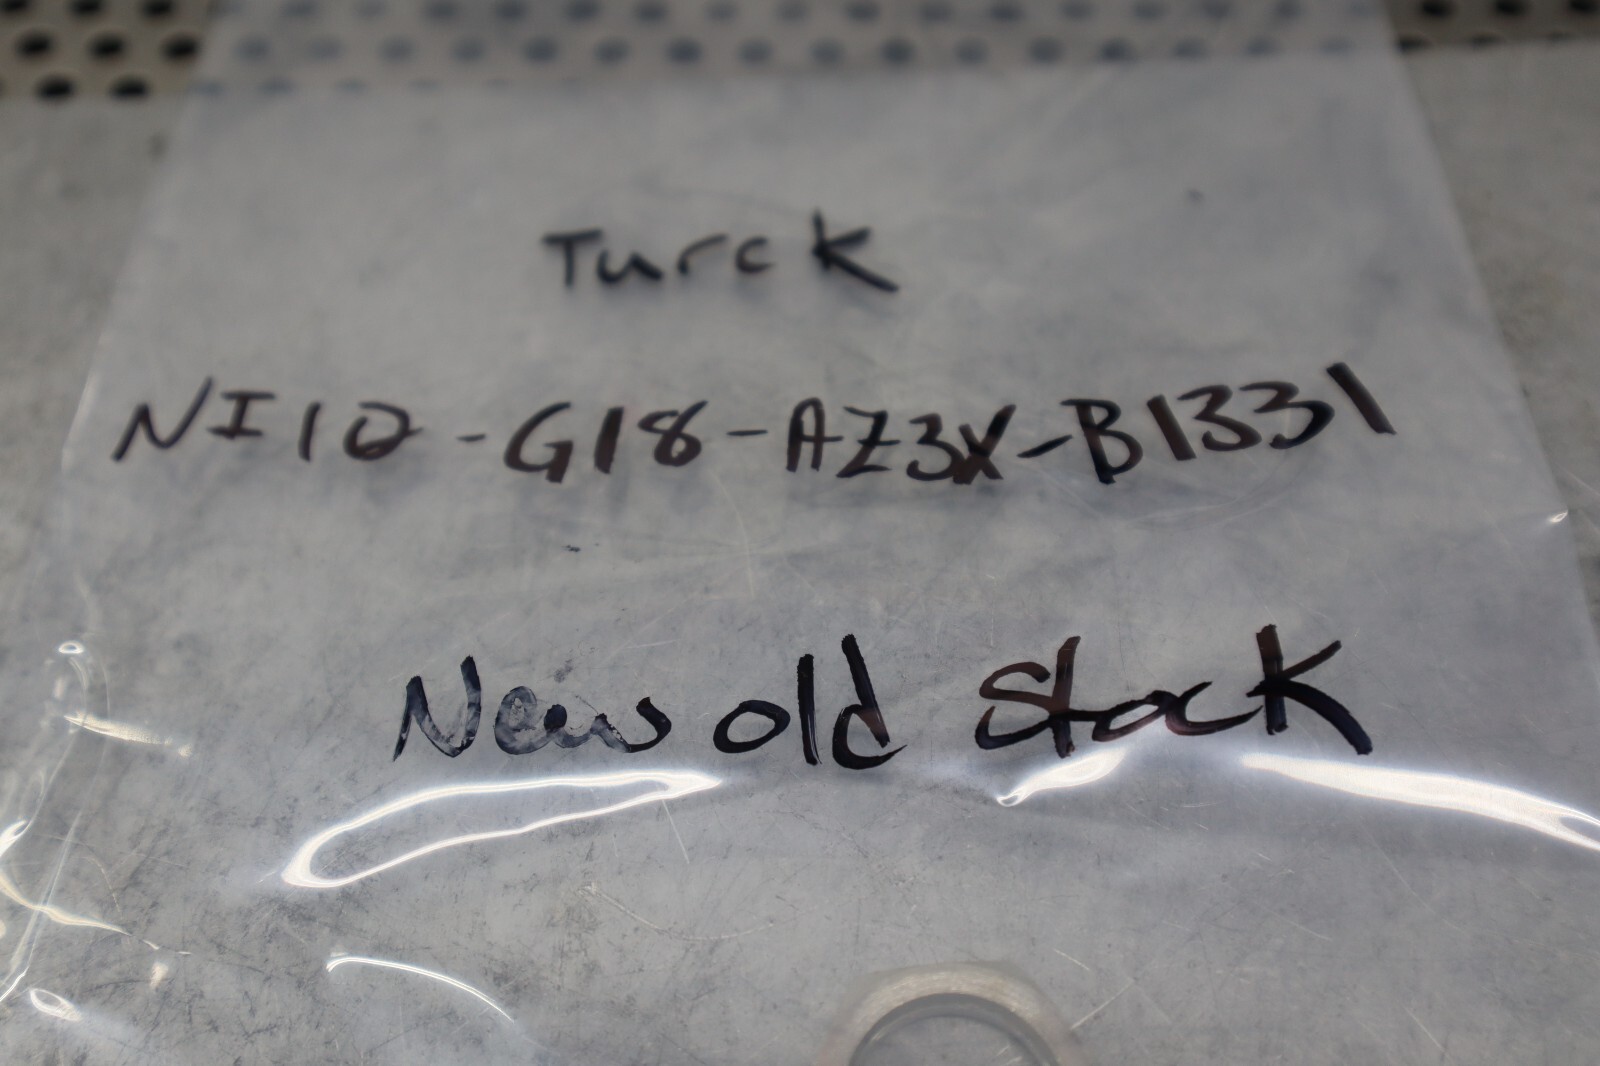 Turck
NI10-G18-AZ3X-B1331
New old Stock